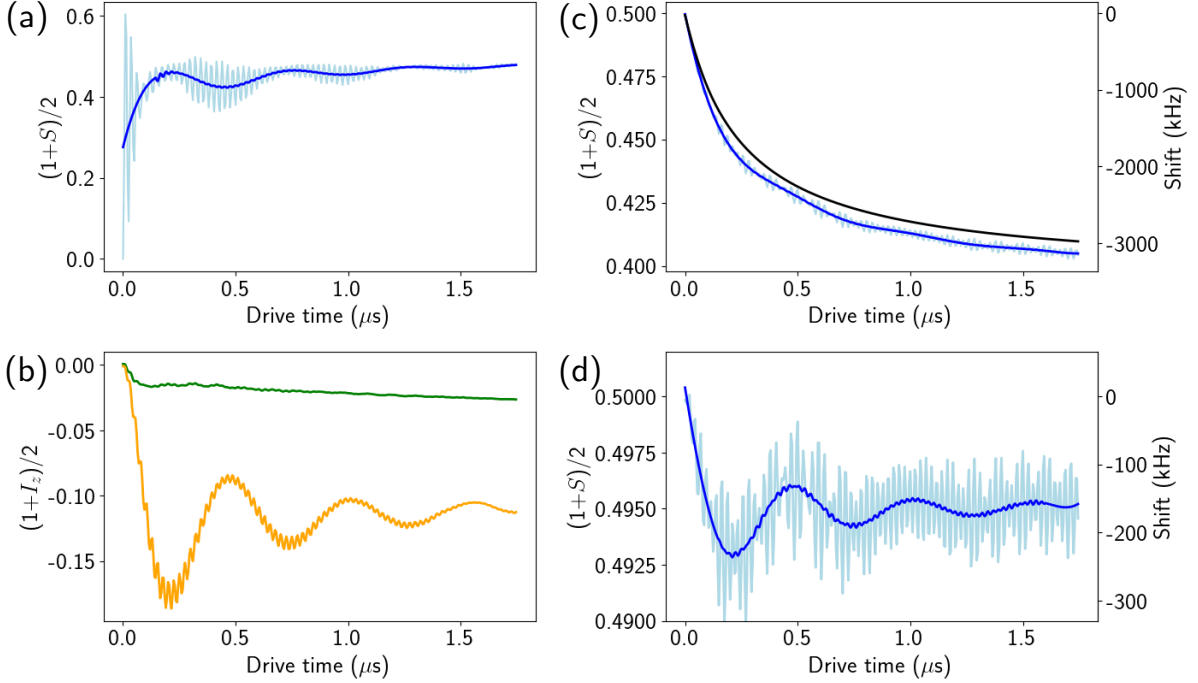 (a)
0.6
0.4
0.2
0.0
(1+S)/2
0.0 0.5 1.0 1.5
Drive time (μs)
(c)
0.500
0.475
0.450
0.425
0.400
(1+S)/2
0
-1000
-2000
-3000
Shift (kHz)
0.0 0.5 1.0 1.5
Drive time (μs)
(b)
0.00
-0.05
-0.10
-0.15
(1+I_z)/2
0.0 0.5 1.0 1.5
Drive time (μs)
(d)
0.5000
0.4975
0.4950
0.4925
0.4900
(1+S)/2
0
-100
-200
-300
Shift (kHz)
0.0 0.5 1.0 1.5
Drive time (μs)